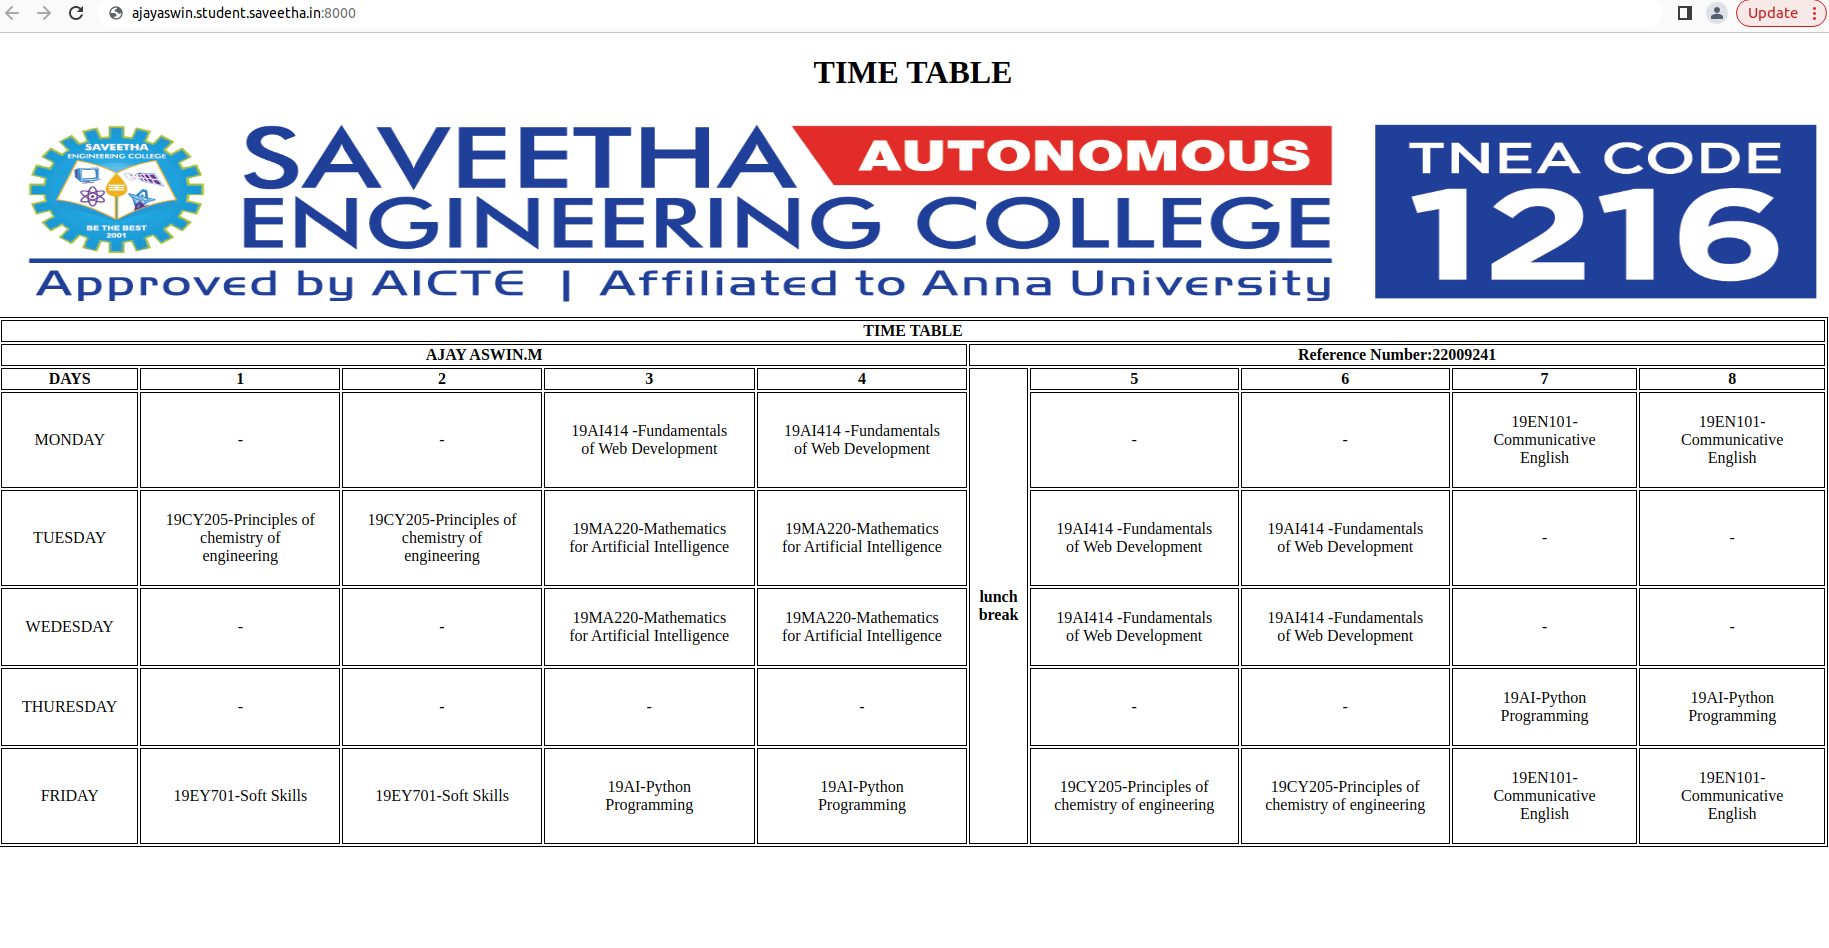 ajayaswin.student.saveetha.in:8000
Update
TIME TABLE
SAVEETHA
ENGINEERING COLLEGE
BE THE BEST
2001
SAVEETHA AUTONOMOUS
ENGINEERING COLLEGE
Approved by AICTE | Affiliated to Anna University
TNEA CODE
1216
TIME TABLE
AJAY ASWIN.M Reference Number:22009241
DAYS 1 2 3 4 lunch break 5 6 7 8
MONDAY - - 19AI414 -Fundamentals of Web Development 19AI414 -Fundamentals of Web Development - - 19EN101-Communicative English 19EN101-Communicative English
TUESDAY 19CY205-Principles of chemistry of engineering 19CY205-Principles of chemistry of engineering 19MA220-Mathematics for Artificial Intelligence 19MA220-Mathematics for Artificial Intelligence 19AI414 -Fundamentals of Web Development 19AI414 -Fundamentals of Web Development - -
WEDESDAY - - 19MA220-Mathematics for Artificial Intelligence 19MA220-Mathematics for Artificial Intelligence 19AI414 -Fundamentals of Web Development 19AI414 -Fundamentals of Web Development - -
THURESDAY - - - - - - 19AI-Python Programming 19AI-Python Programming
FRIDAY 19EY701-Soft Skills 19EY701-Soft Skills 19AI-Python Programming 19AI-Python Programming 19CY205-Principles of chemistry of engineering 19CY205-Principles of chemistry of engineering 19EN101-Communicative English 19EN101-Communicative English